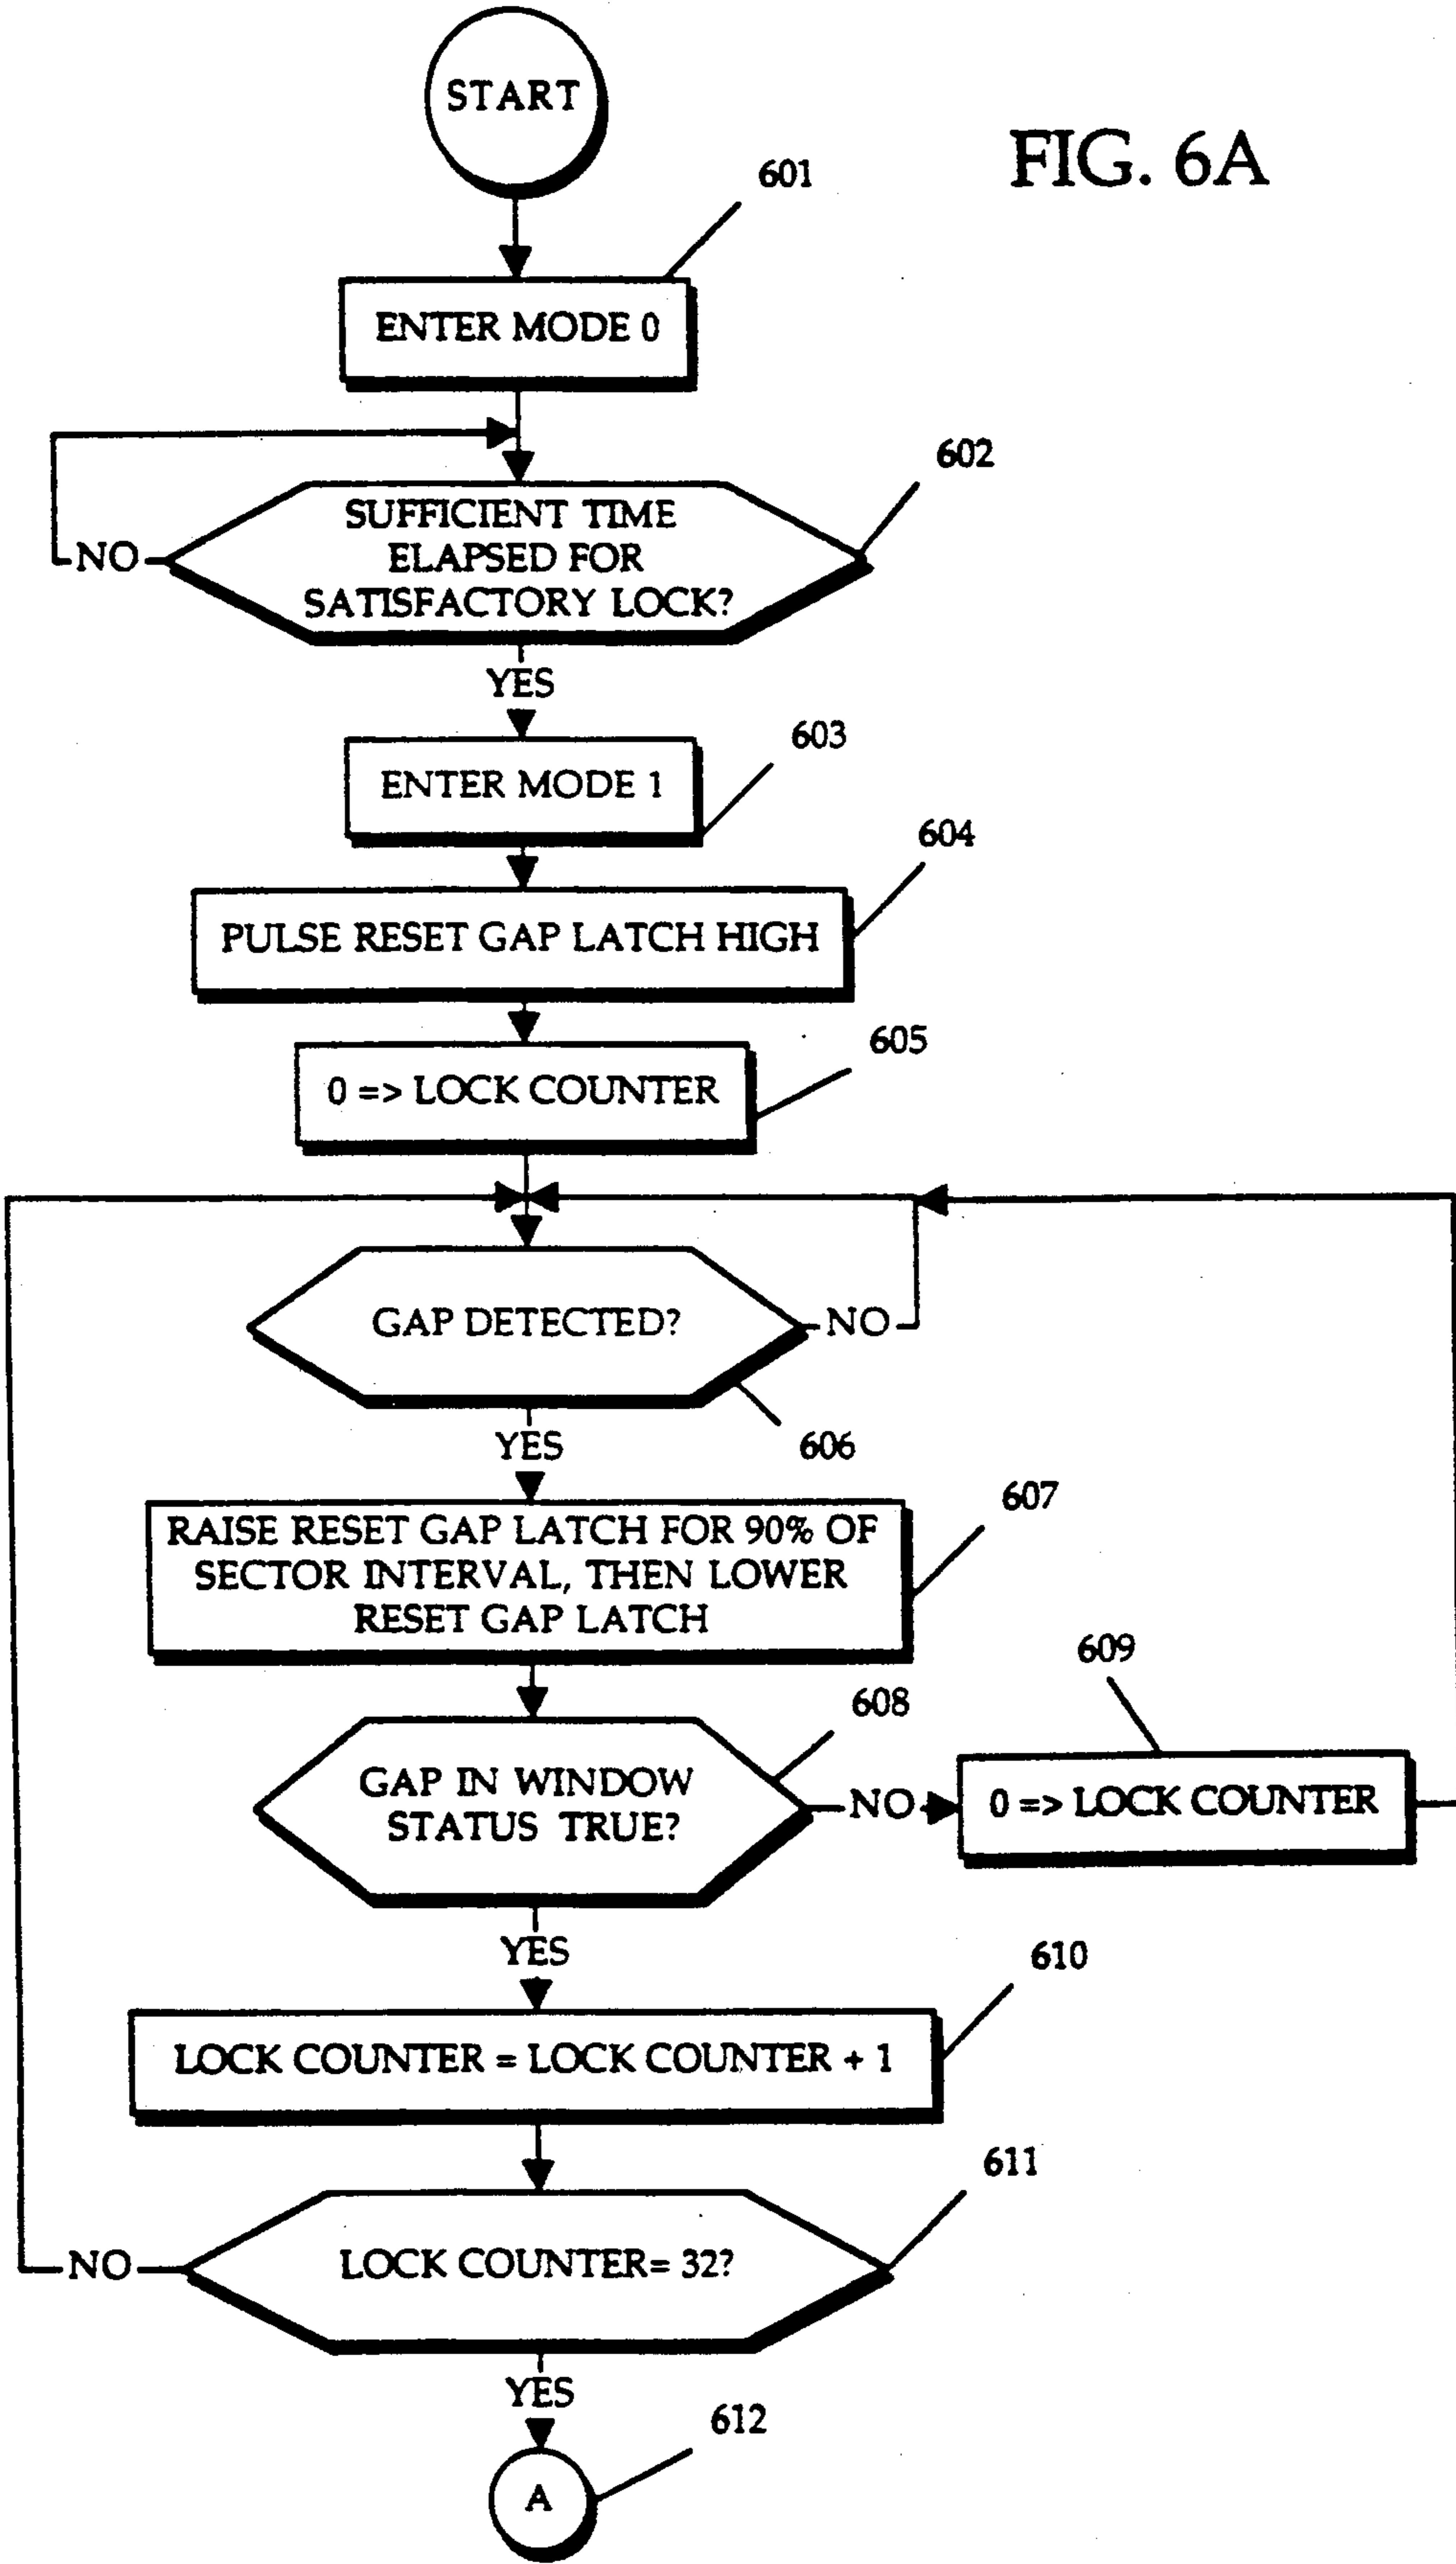 START
FIG. 6A
601
ENTER MODE 0
602
SUFFICIENT TIME
ELAPSED FOR
SATISFACTORY LOCK?
NO
YES
603
ENTER MODE 1
604
PULSE RESET GAP LATCH HIGH
605
0 => LOCK COUNTER
GAP DETECTED?
NO
606
YES
607
RAISE RESET GAP LATCH FOR 90% OF
SECTOR INTERVAL, THEN LOWER
RESET GAP LATCH
608
609
GAP IN WINDOW
STATUS TRUE?
NO
0 => LOCK COUNTER
YES
610
LOCK COUNTER = LOCK COUNTER + 1
611
LOCK COUNTER= 32?
NO
YES
612
A